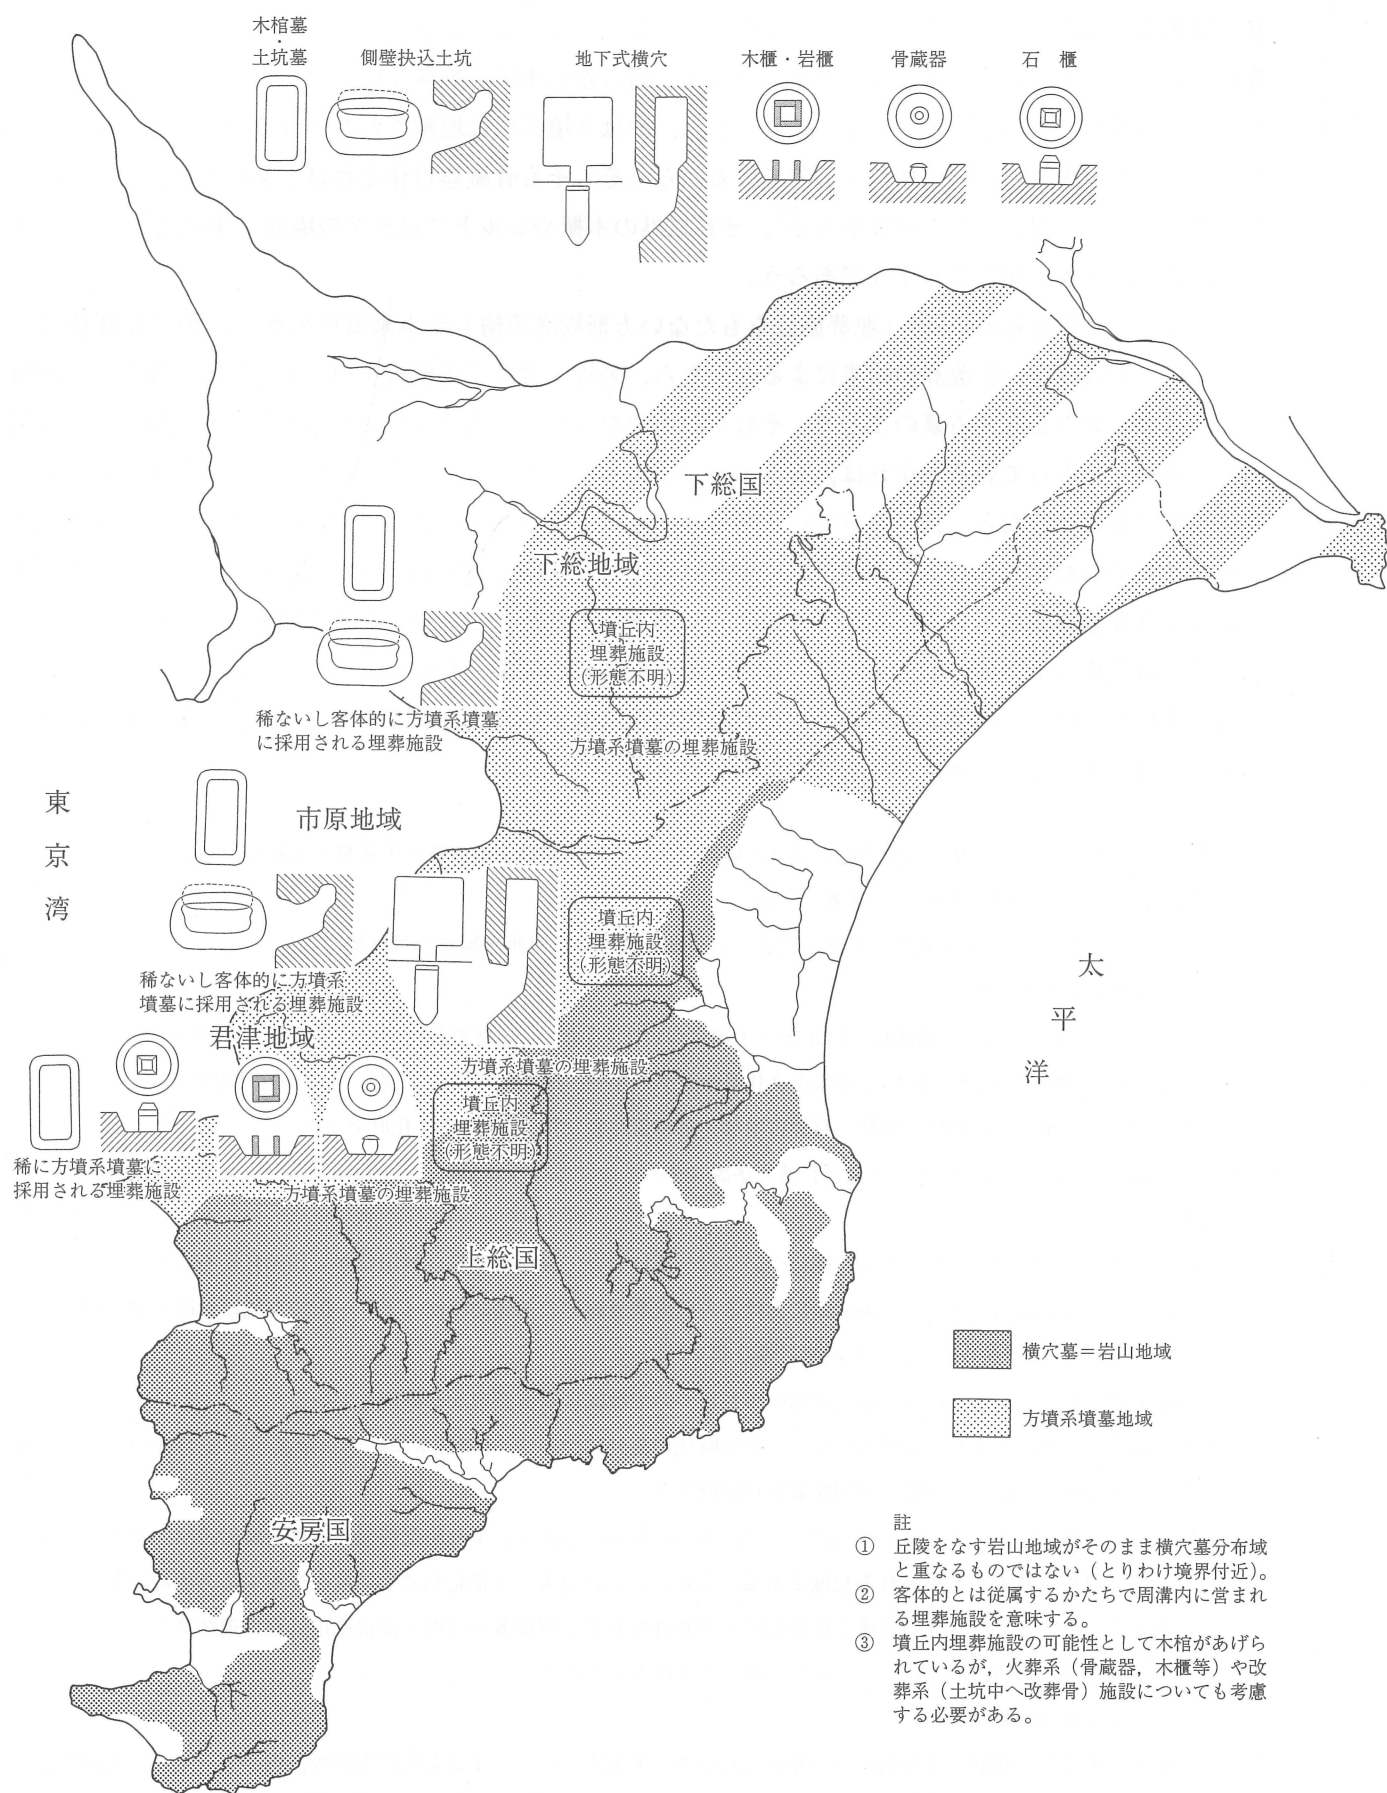 木棺墓
・
土坑墓
側壁抉込土坑
地下式横穴
木櫃・岩櫃
骨蔵器
石 櫃
下総国
下総地域
墳丘内
埋葬施設
(形態不明)
稀ないし客体的に方墳系墳墓
に採用される埋葬施設
方墳系墳墓の埋葬施設
東京湾
市原地域
墳丘内
埋葬施設
(形態不明)
稀ないし客体的に方墳系
墳墓に採用される埋葬施設
太平洋
君津地域
方墳系墳墓の埋葬施設
墳丘内
埋葬施設
(形態不明)
稀に方墳系墳墓に
採用される埋葬施設
方墳系墳墓の埋葬施設
上総国
横穴墓=岩山地域
方墳系墳墓地域
安房国
註
① 丘陵をなす岩山地域がそのまま横穴墓分布域
と重なるものではない(とりわけ境界付近)。
② 客体的とは従属するかたちで周溝内に営まれ
る埋葬施設を意味する。
③ 墳丘内埋葬施設の可能性として木棺があげら
れているが,火葬系(骨蔵器,木櫃等)や改
葬系(土坑中へ改葬骨)施設についても考慮
する必要がある。